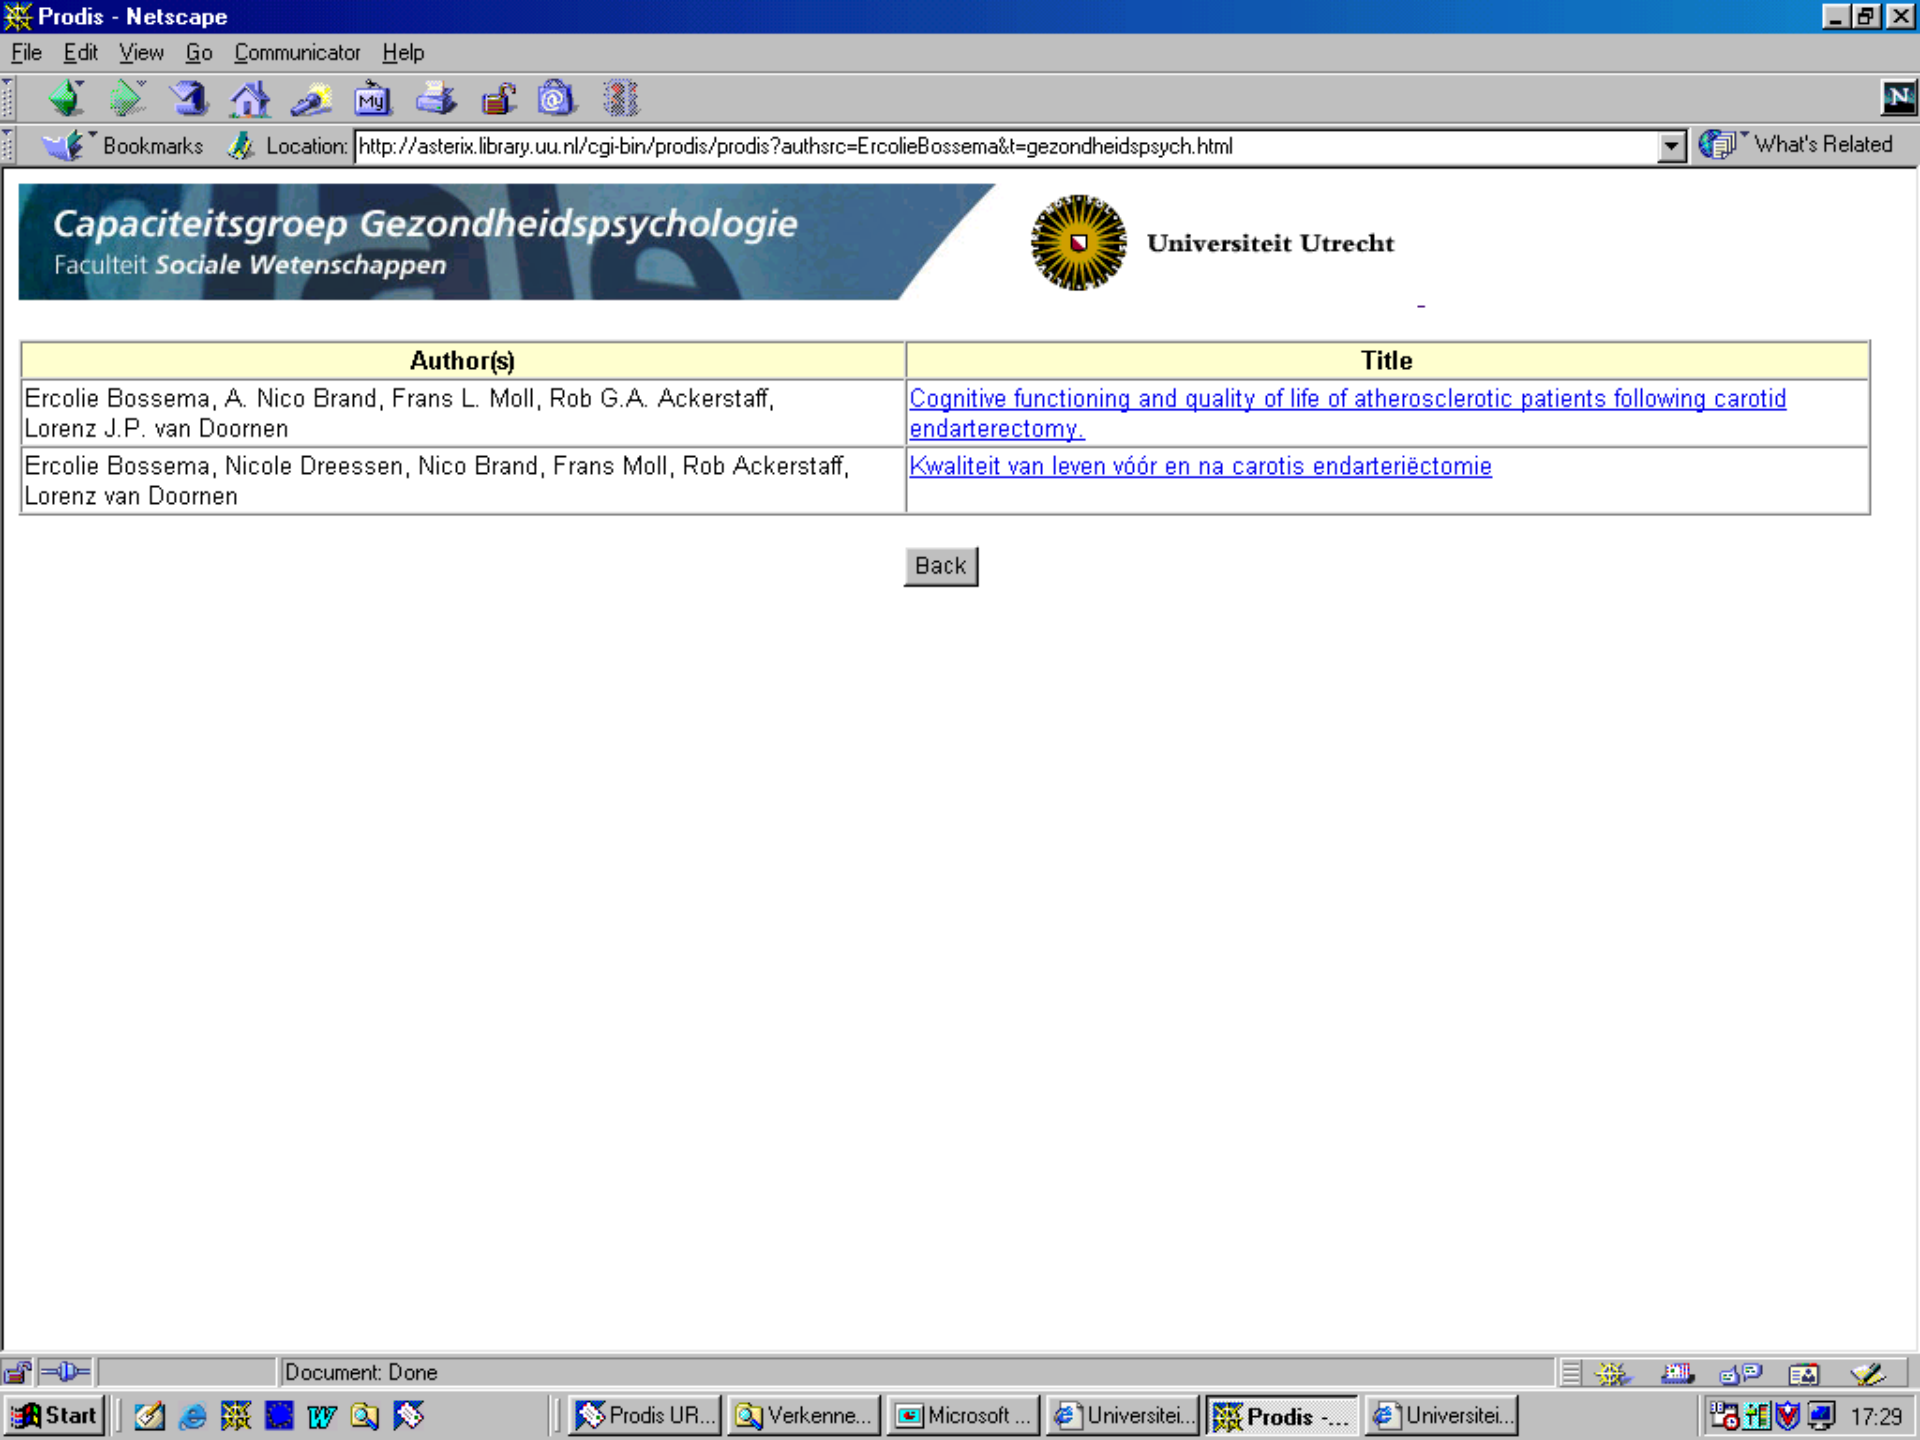 Prodis - Netscape
File Edit View Go Communicator Help
My
N
Bookmarks Location: http://asterix.library.uu.nl/cgi-bin/prodis/prodis?authsrc=ErcolieBossema&t=gezondheidspsych.html What's Related
Capaciteitsgroep Gezondheidspsychologie
Faculteit Sociale Wetenschappen
Universiteit Utrecht
Author(s) Title
Ercolie Bossema, A. Nico Brand, Frans L. Moll, Rob G.A. Ackerstaff, Cognitive functioning and quality of life of atherosclerotic patients following carotid
Lorenz J.P. van Doornen endarterectomy.
Ercolie Bossema, Nicole Dreessen, Nico Brand, Frans Moll, Rob Ackerstaff, Kwaliteit van leven vóór en na carotis endarteriëctomie
Lorenz van Doornen
Back
Document: Done
Start Prodis UR... Verkenne... Microsoft ... Universitei... Prodis -... Universitei... 17:29